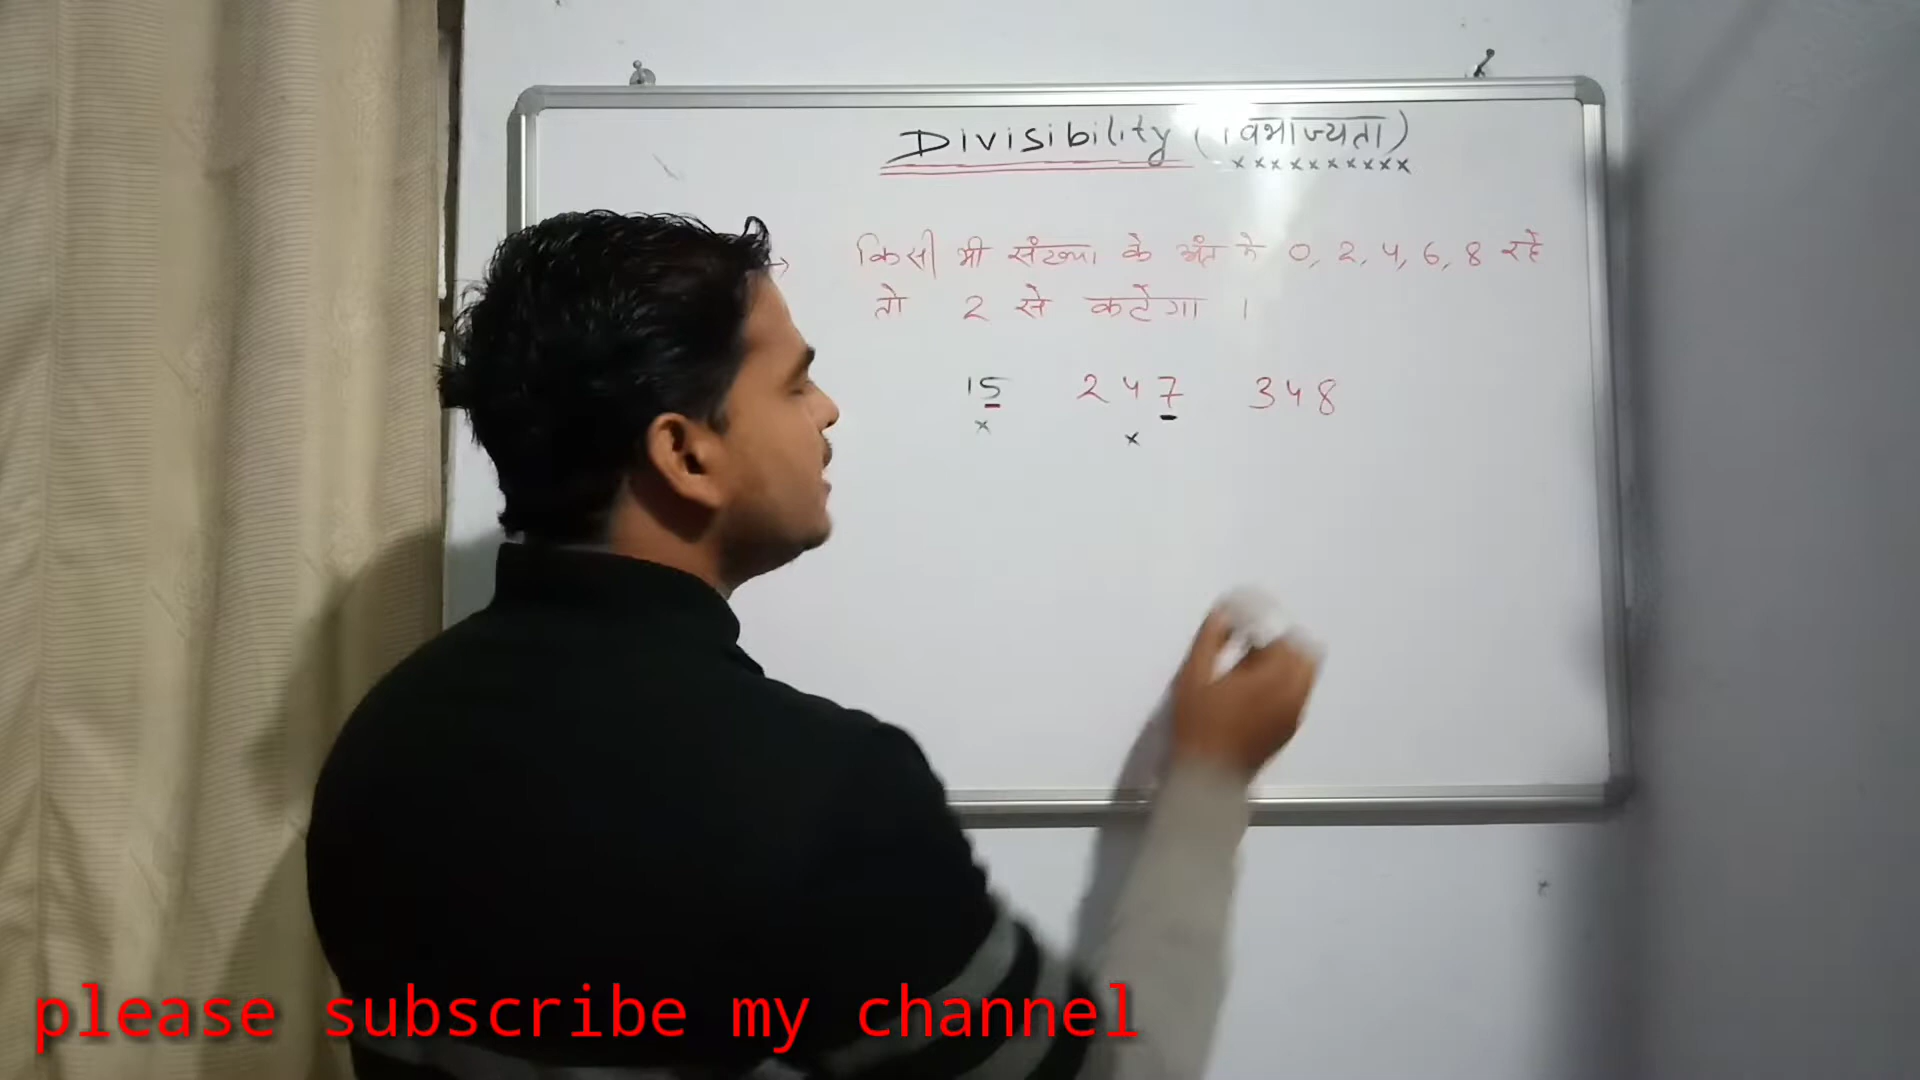 Divisibility (विभाज्यता)
× × × × × × × × × ×
→ किसी भी संख्या के अंत मे 0, 2, 4, 6, 8 रहे
तो 2 से कटेंगा ।
15 247 348
× ×
please subscribe my channel